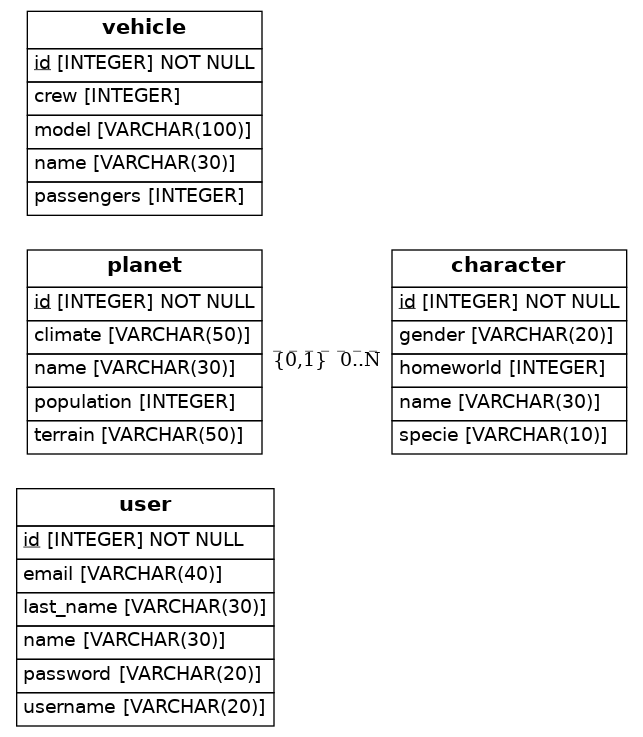 vehicle
id [INTEGER] NOT NULL
crew [INTEGER]
model [VARCHAR(100)]
name [VARCHAR(30)]
passengers [INTEGER]
planet
id [INTEGER] NOT NULL
climate [VARCHAR(50)]
name [VARCHAR(30)]
population [INTEGER]
terrain [VARCHAR(50)]
{0,1} 0..N
character
id [INTEGER] NOT NULL
gender [VARCHAR(20)]
homeworld [INTEGER]
name [VARCHAR(30)]
specie [VARCHAR(10)]
user
id [INTEGER] NOT NULL
email [VARCHAR(40)]
last_name [VARCHAR(30)]
name [VARCHAR(30)]
password [VARCHAR(20)]
username [VARCHAR(20)]